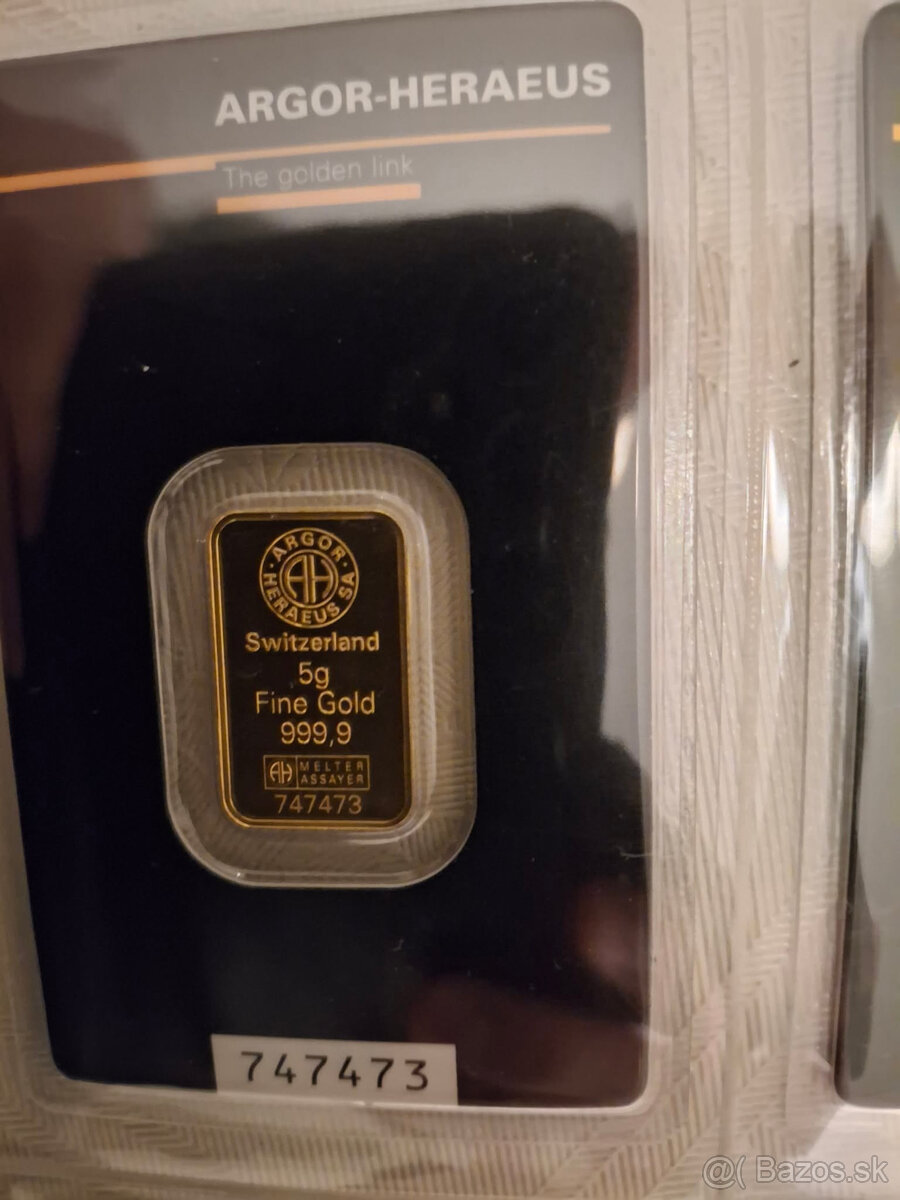 ARGOR-HERAEUS
The golden link
· ARGOR · HERAEUS SA
AH
Switzerland
5g
Fine Gold
999,9
AH MELTER
ASSAYER
747473
747473
@( Bazos.sk